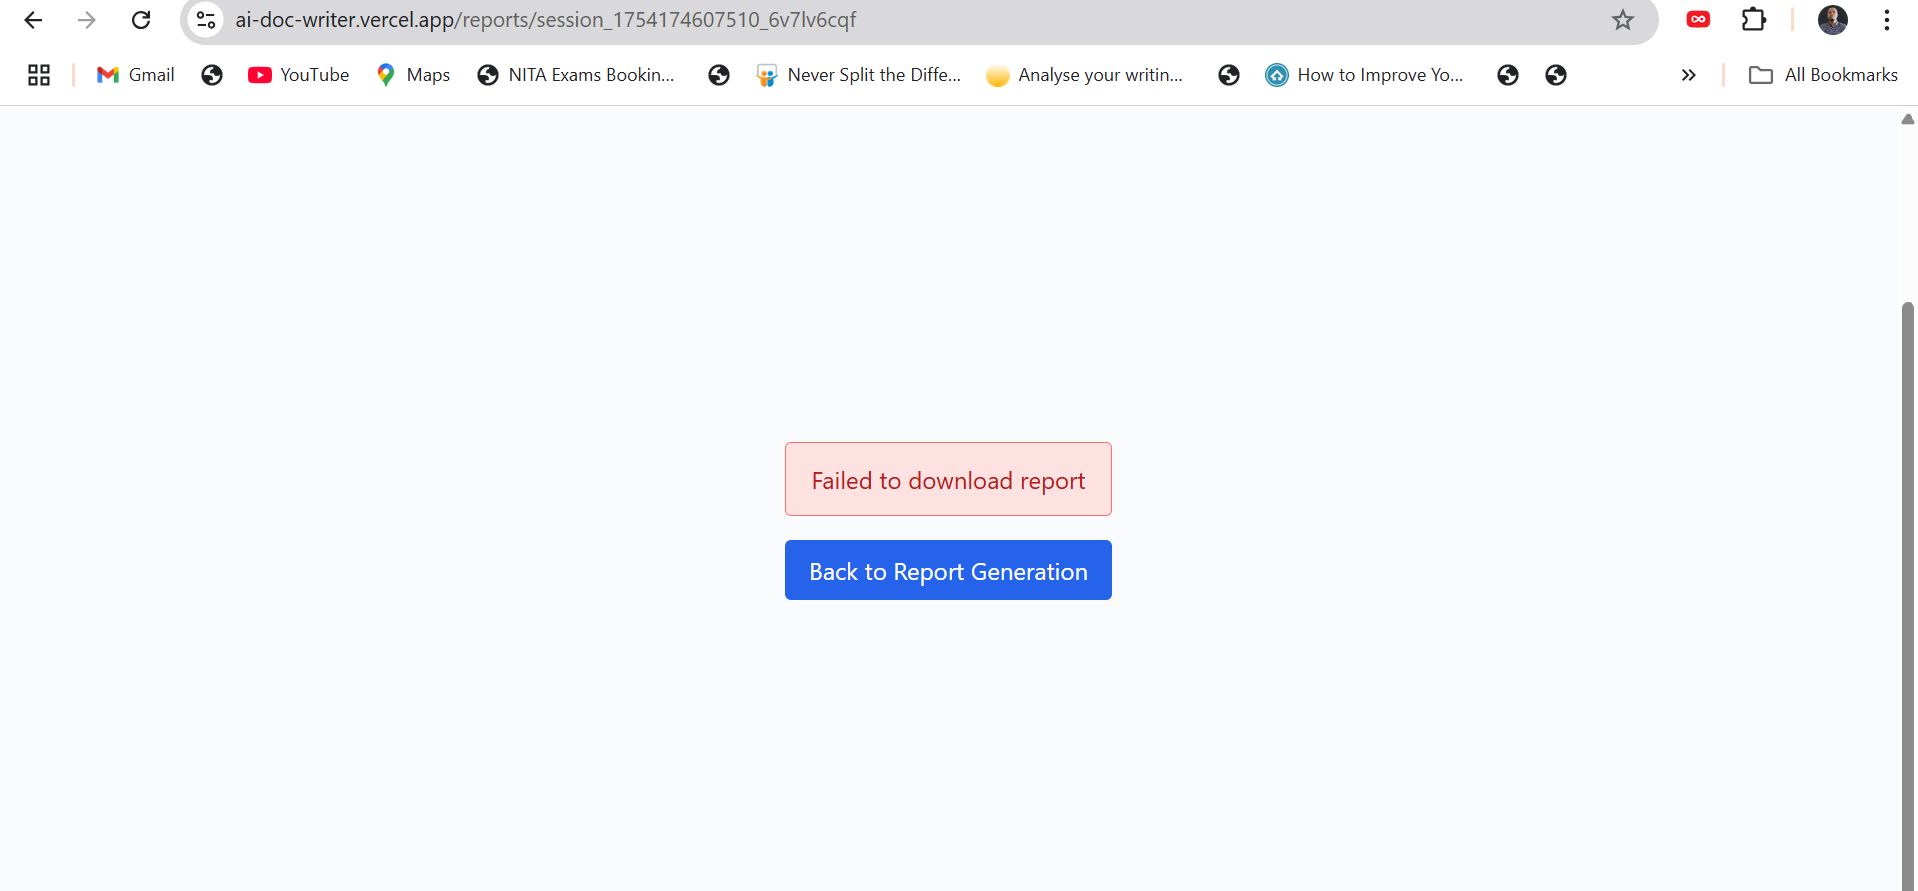 ai-doc-writer.vercel.app/reports/session_1754174607510_6v7lv6cqf
Gmail YouTube Maps NITA Exams Bookin... Never Split the Diffe... Analyse your writin... How to Improve Yo... » All Bookmarks
Failed to download report
Back to Report Generation